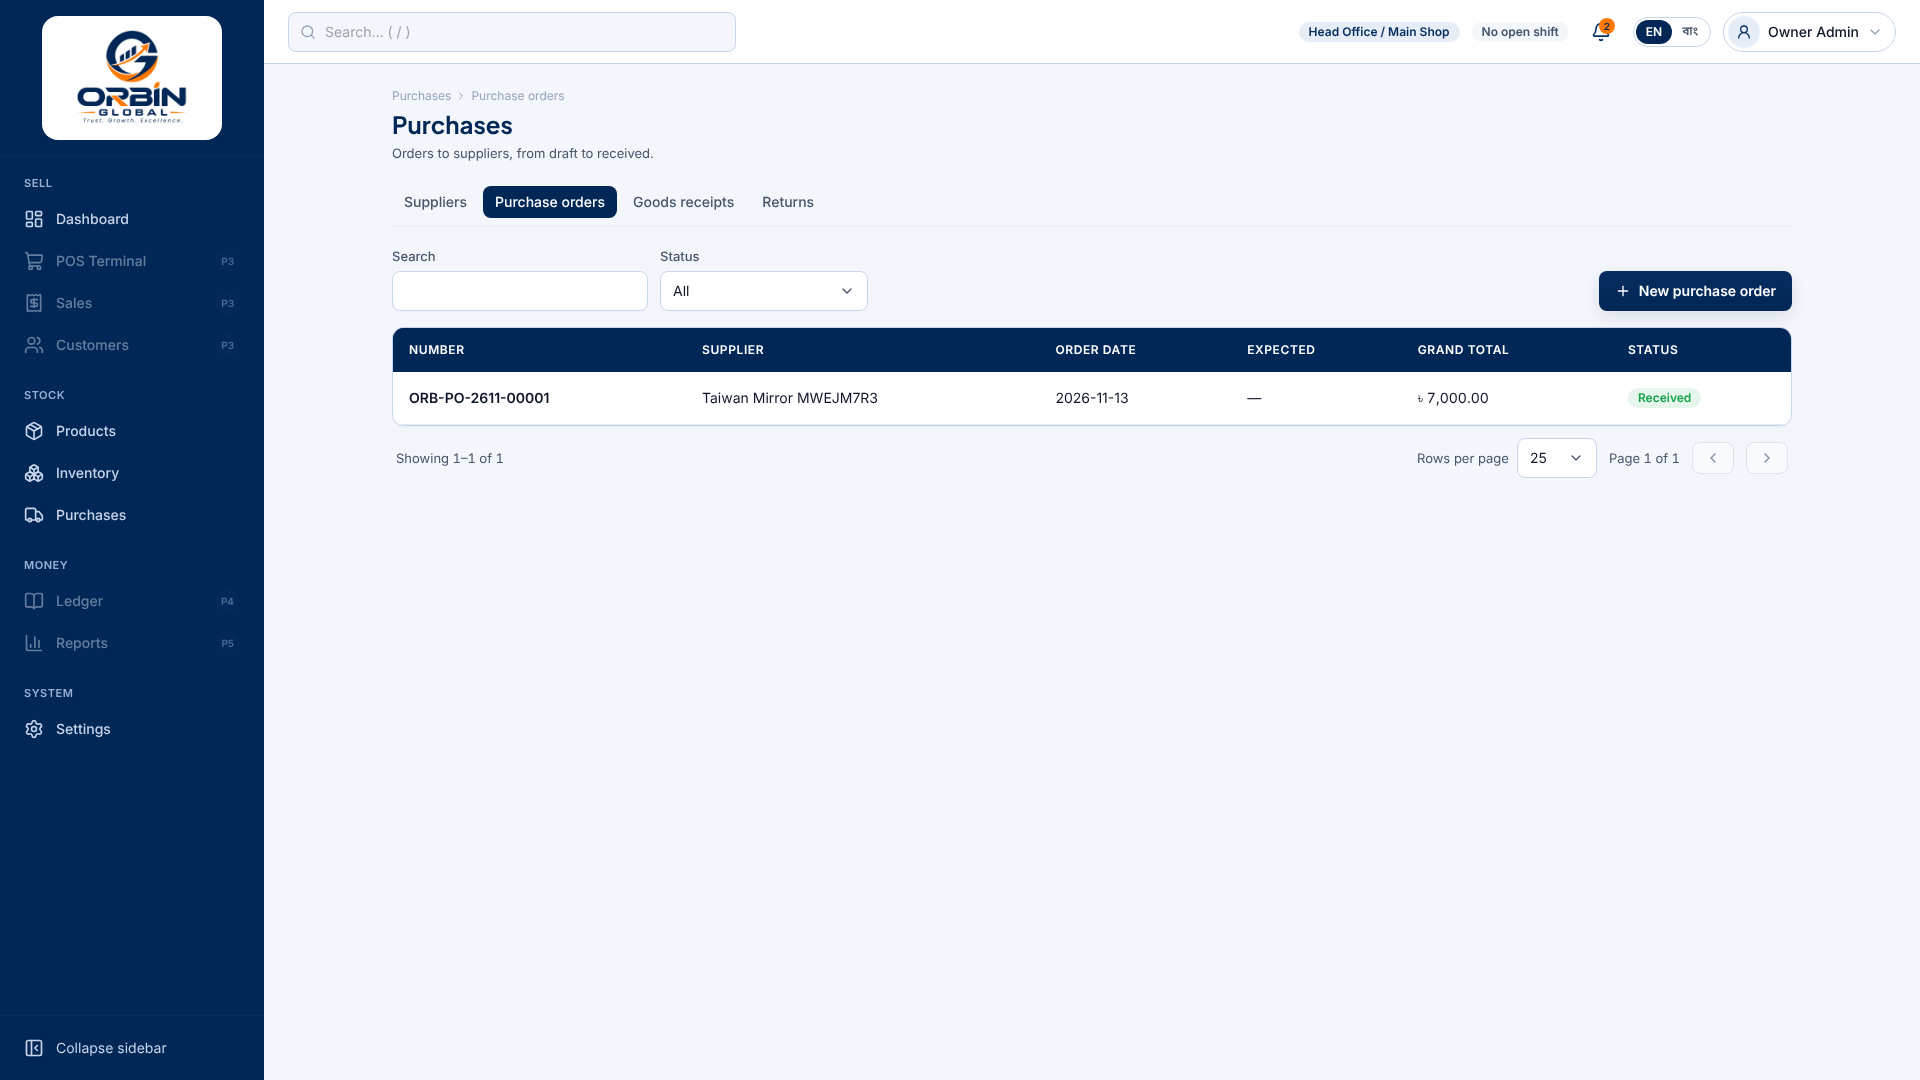 ORBIN
GLOBAL
Trust. Growth. Excellence.
SELL
Dashboard
POS Terminal P3
Sales P3
Customers P3
STOCK
Products
Inventory
Purchases
MONEY
Ledger P4
Reports P5
SYSTEM
Settings
Collapse sidebar
Search... ( / )
Head Office / Main Shop
No open shift
2
EN বাং
Owner Admin
Purchases > Purchase orders
Purchases
Orders to suppliers, from draft to received.
Suppliers Purchase orders Goods receipts Returns
Search Status
All
+ New purchase order
NUMBER SUPPLIER ORDER DATE EXPECTED GRAND TOTAL STATUS
ORB-PO-2611-00001 Taiwan Mirror MWEJM7R3 2026-11-13 — ৳ 7,000.00 Received
Showing 1–1 of 1 Rows per page 25 Page 1 of 1